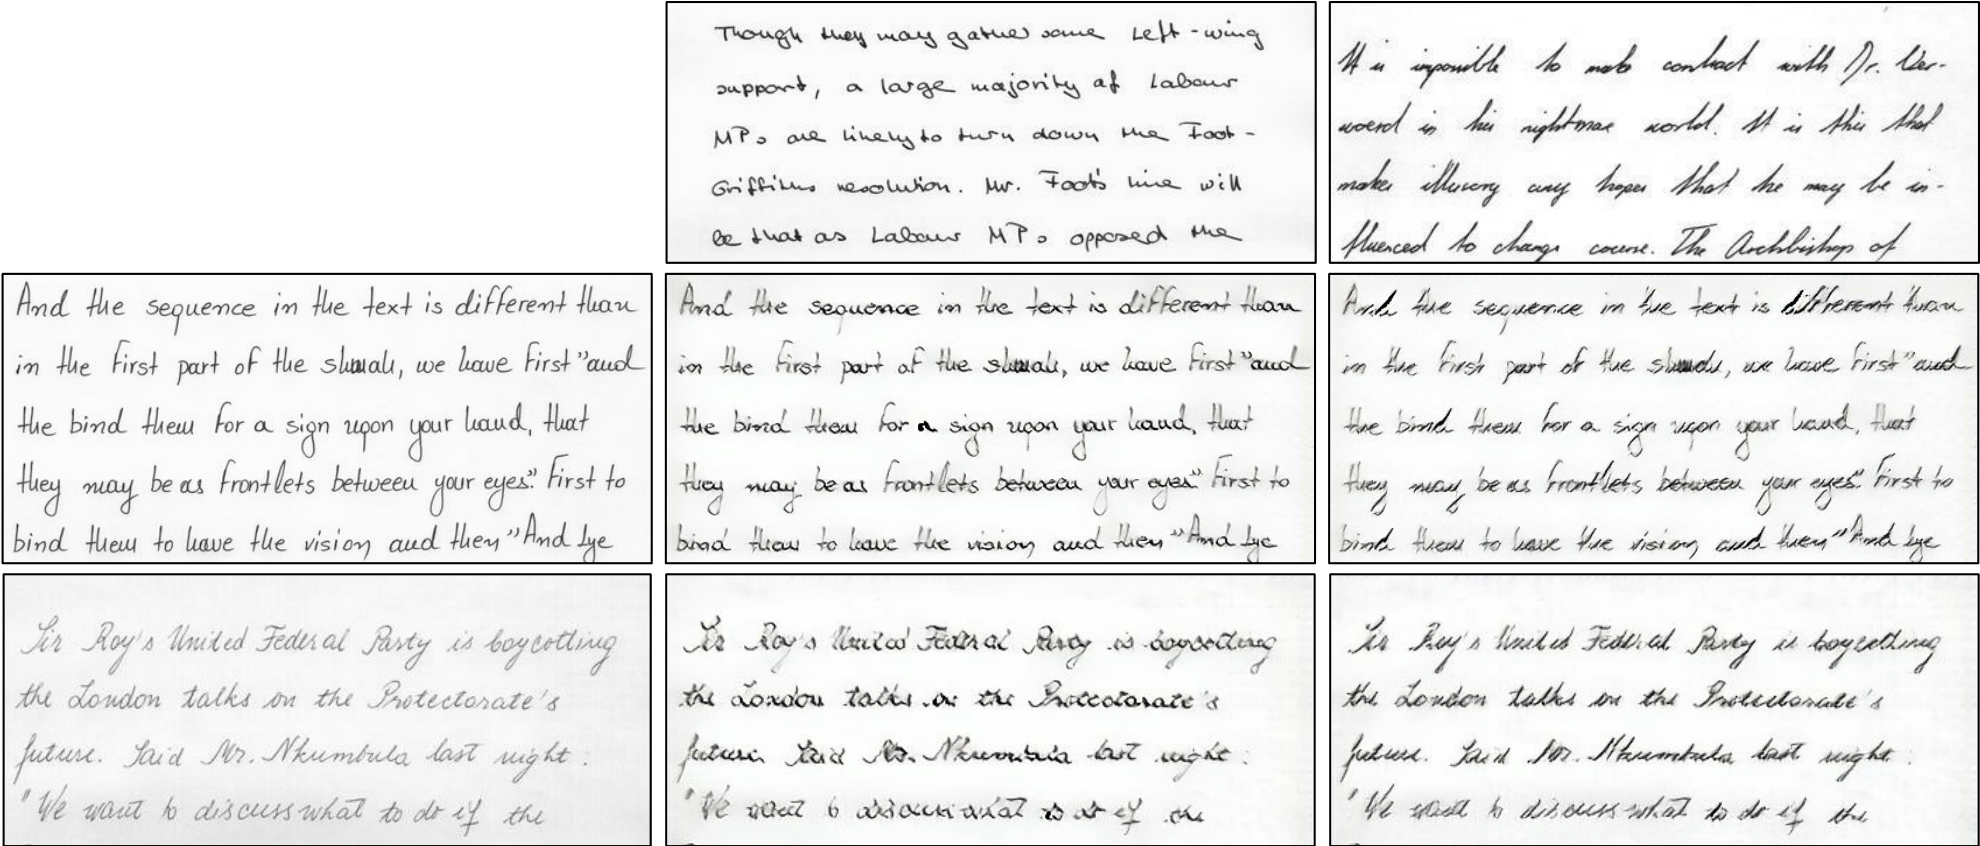 Though they may gather some Left-wing
support, a large majority of Labour
MPs are likely to turn down the Foot-
Griffiths resolution. Mr. Foot's line will
be that as Labour MPs opposed the
It is impossible to make contact with Dr. Ver-
woerd in his nightmare world. It is this that
makes illusory any hopes that he may be in-
fluenced to change course. The Archbishop of
And the sequence in the text is different than
in the first part of the shmah, we have first "and
the bind them for a sign upon your hand, that
they may be as frontlets between your eyes". First to
bind them to have the vision and then "And
And the sequence in the text is different than
in the first part of the we have first "and
the bind them for a sign upon your hand, that
they may be as frontlets between your eyes". First to
bind them to have the vision and then "And
And the sequence in the text is different than
in the first part of the we have first "and
the bind them for a sign upon your hand, that
they may be as frontlets between your eyes". First to
bind them to have the vision and then "And
Sir Roy's United Federal Party is boycotting
the London talks on the Protectorate's
future. Said Mr. Nkumbula last night:
"We want to discuss what to do if the
Sir Roy's United Federal Party is boycotting
the London talks on the Protectorate's
future. Said Mr. Nkumbula last night:
"We want to discuss what to do if the
Sir Roy's United Federal Party is boycotting
the London talks on the Protectorate's
future. Said Mr. Nkumbula last night:
"We want to discuss what to do if the